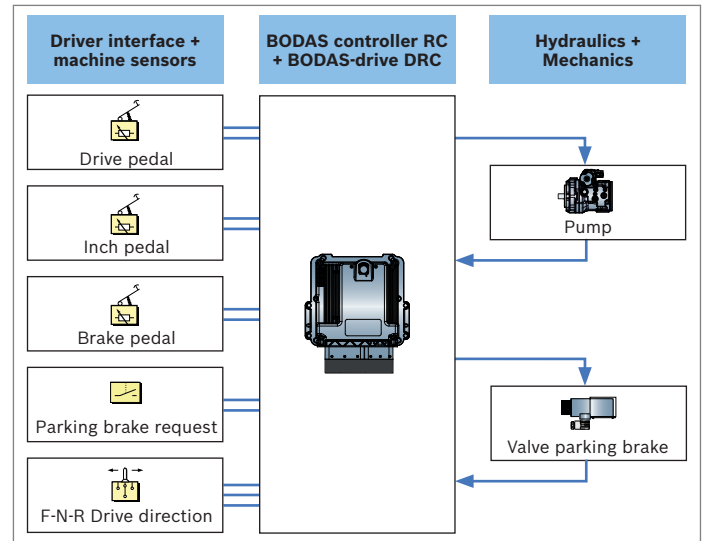 Driver interface +
machine sensors
BODAS controller RC
+ BODAS-drive DRC
Hydraulics +
Mechanics
Drive pedal
Inch pedal
Brake pedal
Parking brake request
F-N-R Drive direction
Pump
Valve parking brake